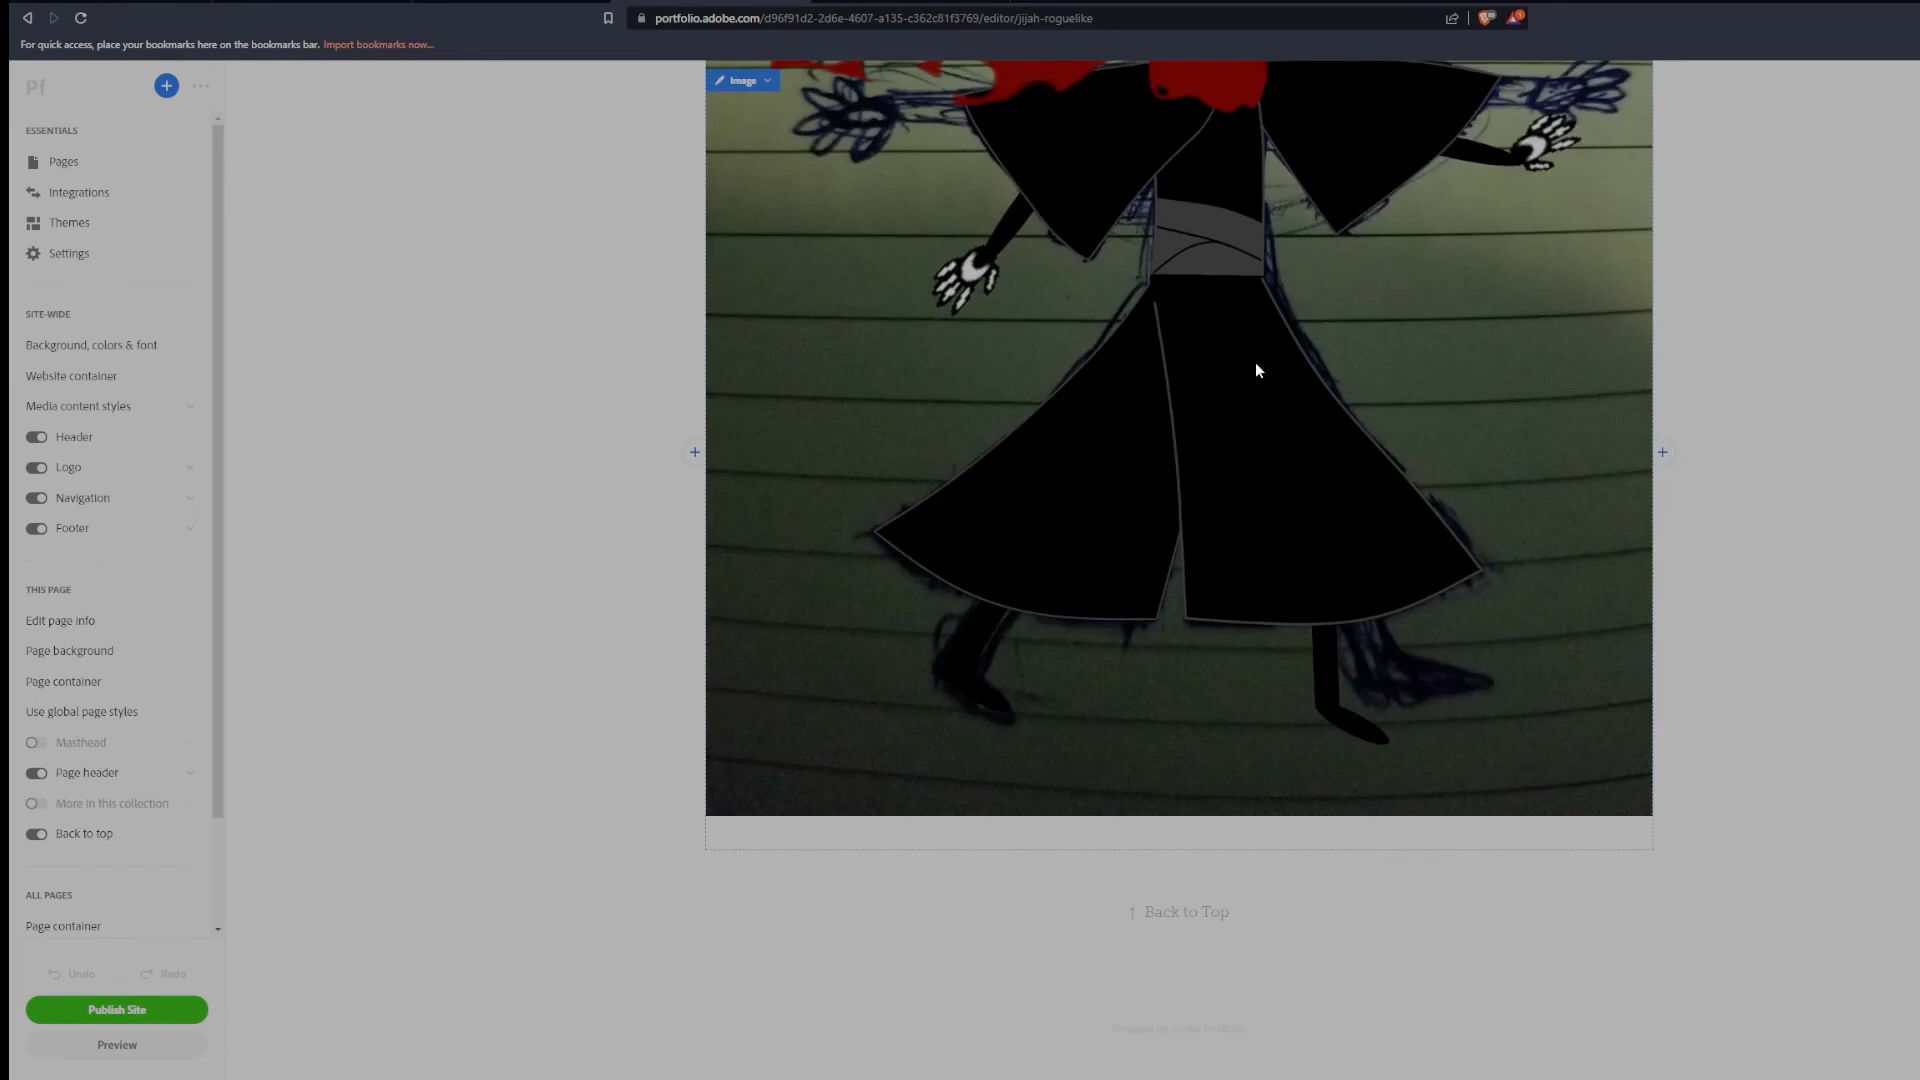 portfolio.adobe.com/d96f91d2-2d6e-4607-a135-c362c81f3769/editor/jijah-roguelike
For quick access, place your bookmarks here on the bookmarks bar. Import bookmarks now...
Pf
Image
ESSENTIALS
Pages
Integrations
Themes
Settings
SITE-WIDE
Background, colors & font
Website container
Media content styles
Header
Logo
Navigation
Footer
THIS PAGE
Edit page info
Page background
Page container
Use global page styles
Masthead
Page header
More in this collection
Back to top
ALL PAGES
Page container
↑ Back to Top
Undo Redo
Publish Site
Powered by Adobe Portfolio
Preview